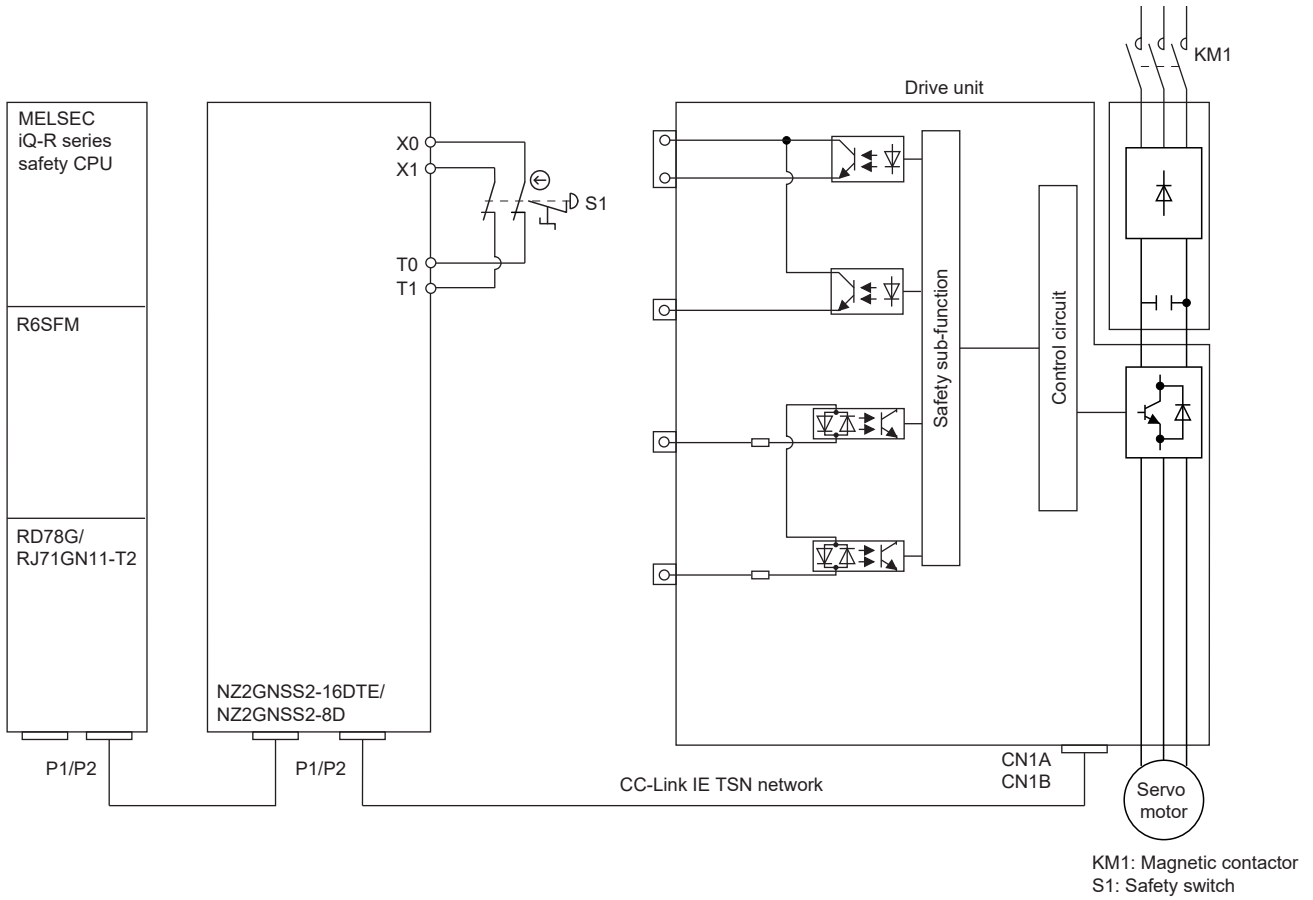 KM1
Drive unit
MELSEC
iQ-R series
safety CPU
X0
X1
S1
T0
T1
R6SFM
Safety sub-function
Control circuit
RD78G/
RJ71GN11-T2
NZ2GNSS2-16DTE/
NZ2GNSS2-8D
P1/P2
P1/P2
CC-Link IE TSN network
CN1A
CN1B
Servo
motor
KM1: Magnetic contactor
S1: Safety switch